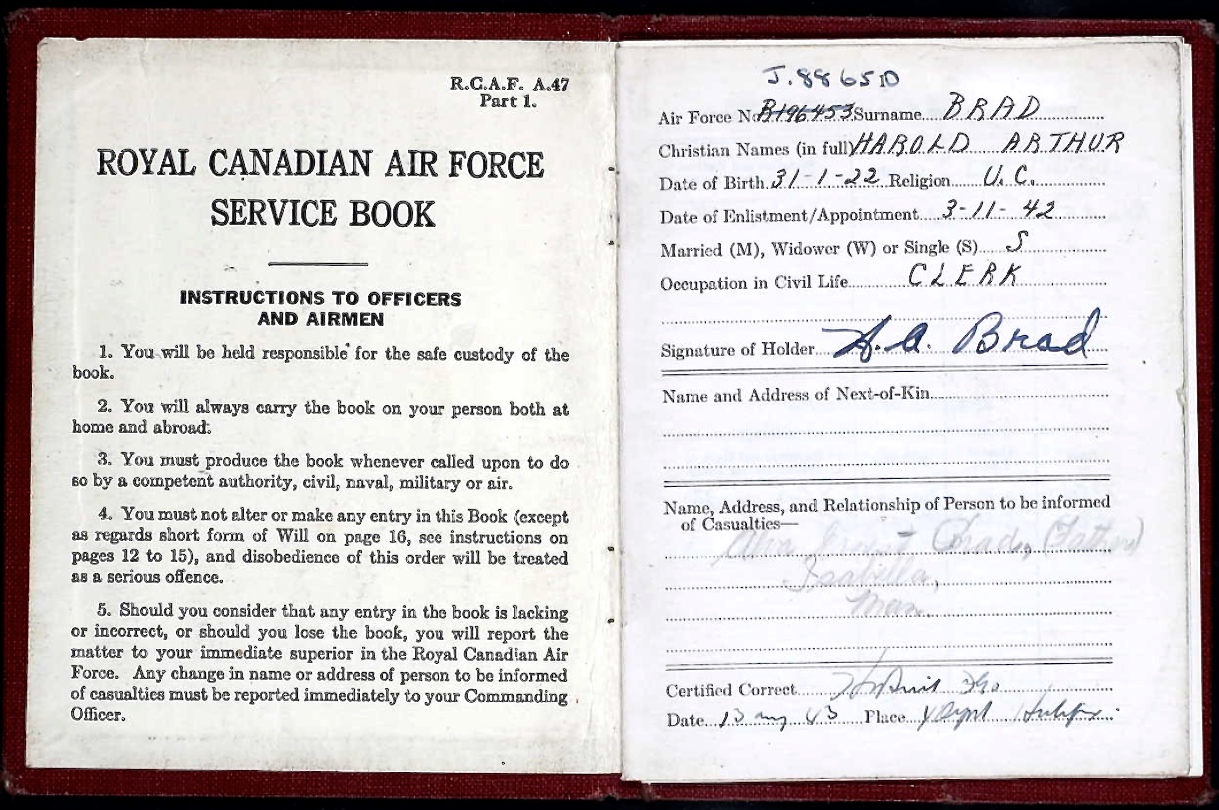 R.C.A.F. A.47
Part 1.
ROYAL CANADIAN AIR FORCE
SERVICE BOOK
INSTRUCTIONS TO OFFICERS
AND AIRMEN
1. You will be held responsible for the safe custody of the
book.
2. You will always carry the book on your person both at
home and abroad.
3. You must produce the book whenever called upon to do
so by a competent authority, civil, naval, military or air.
4. You must not alter or make any entry in this Book (except
as regards short form of Will on page 16, see instructions on
pages 12 to 15), and disobedience of this order will be treated
as a serious offence.
5. Should you consider that any entry in the book is lacking
or incorrect, or should you lose the book, you will report the
matter to your immediate superior in the Royal Canadian Air
Force. Any change in name or address of person to be informed
of casualties must be reported immediately to your Commanding
Officer.
J.88650
Air Force No R196453 Surname BRAD
Christian Names (in full) HAROLD ARTHUR
Date of Birth 31-1-22 Religion U.C.
Date of Enlistment/Appointment 3-11-42
Married (M), Widower (W) or Single (S) S
Occupation in Civil Life CLERK
Signature of Holder H.A. Brad
Name and Address of Next-of-Kin
Name, Address, and Relationship of Person to be informed
of Casualties—
Brad, (Father)
Isabella,
Man.
Certified Correct
Date 13 43 Place Halifax